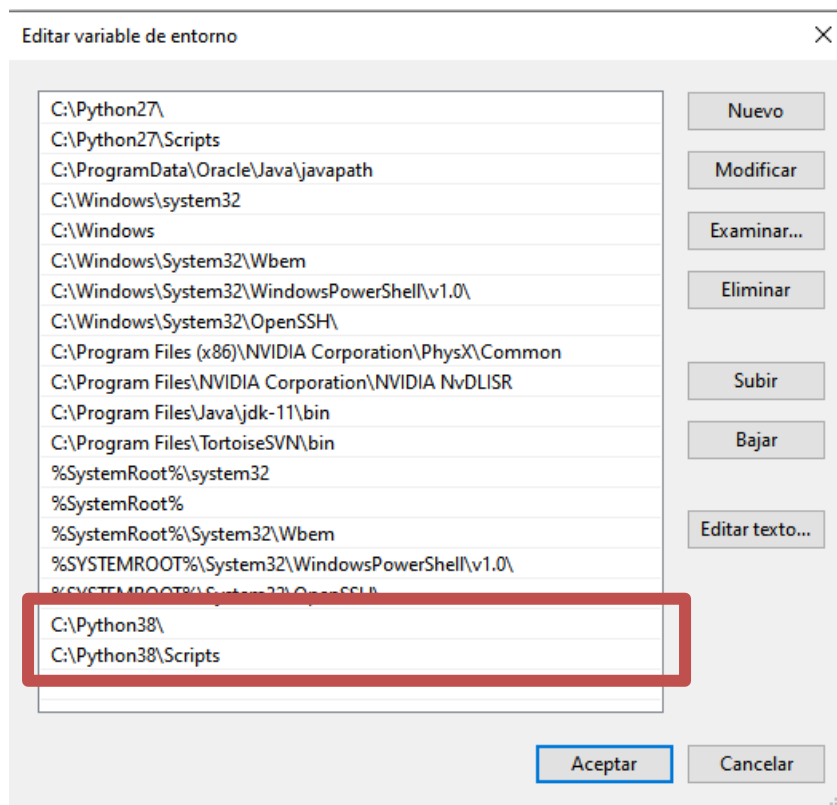 Editar variable de entorno
C:\Python27\
Nuevo
C:\Python27\Scripts
C:\ProgramData\Oracle\Java\javapath
Modificar
C:\Windows\system32
C:\Windows
Examinar...
C:\Windows\System32\Wbem
C:\Windows\System32\WindowsPowerShell\v1.0\
Eliminar
C:\Windows\System32\OpenSSH\
C:\Program Files (x86)\NVIDIA Corporation\PhysX\Common
C:\Program Files\NVIDIA Corporation\NVIDIA NvDLISR
Subir
C:\Program Files\Java\jdk-11\bin
C:\Program Files\TortoiseSVN\bin
Bajar
%SystemRoot%\system32
%SystemRoot%
%SystemRoot%\System32\Wbem
Editar texto...
%SYSTEMROOT%\System32\WindowsPowerShell\v1.0\
%SYSTEMROOT%\System32\OpenSSH\
C:\Python38\
C:\Python38\Scripts
Aceptar
Cancelar